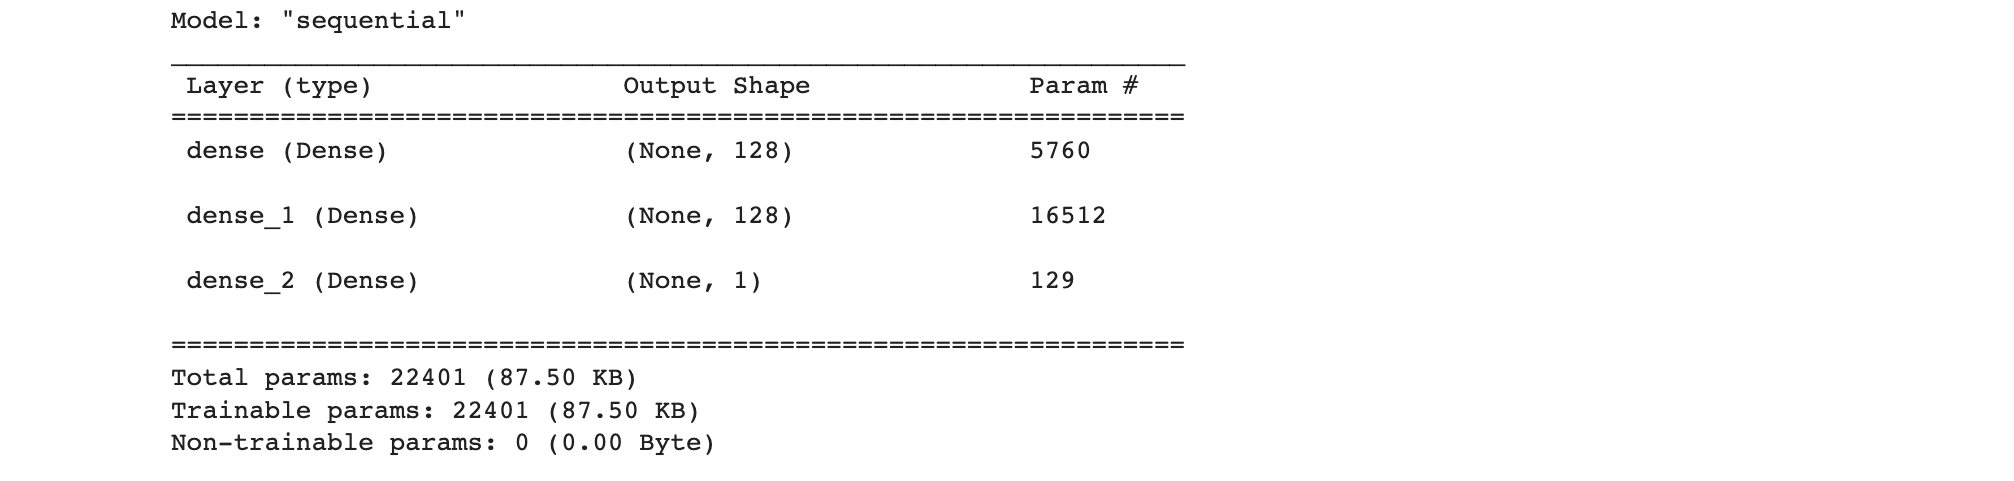 Model: "sequential"
_________________________________________________________________
Layer (type) Output Shape Param #
=================================================================
dense (Dense) (None, 128) 5760
dense_1 (Dense) (None, 128) 16512
dense_2 (Dense) (None, 1) 129
=================================================================
Total params: 22401 (87.50 KB)
Trainable params: 22401 (87.50 KB)
Non-trainable params: 0 (0.00 Byte)